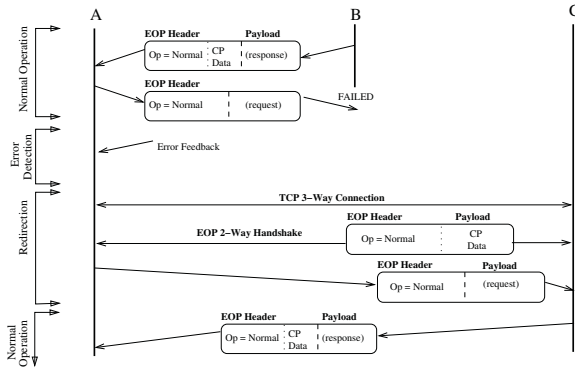 A
B
C
Normal Operation
EOP Header
Payload
Op = Normal
CP
Data
(response)
EOP Header
Op = Normal
(request)
FAILED
Error
Detection
Error Feedback
Redirection
TCP 3–Way Connection
EOP Header
Payload
EOP 2–Way Handshake
Op = Normal
CP
Data
EOP Header
Payload
Op = Normal
(request)
Normal
Operation
EOP Header
Payload
Op = Normal
CP
Data
(response)